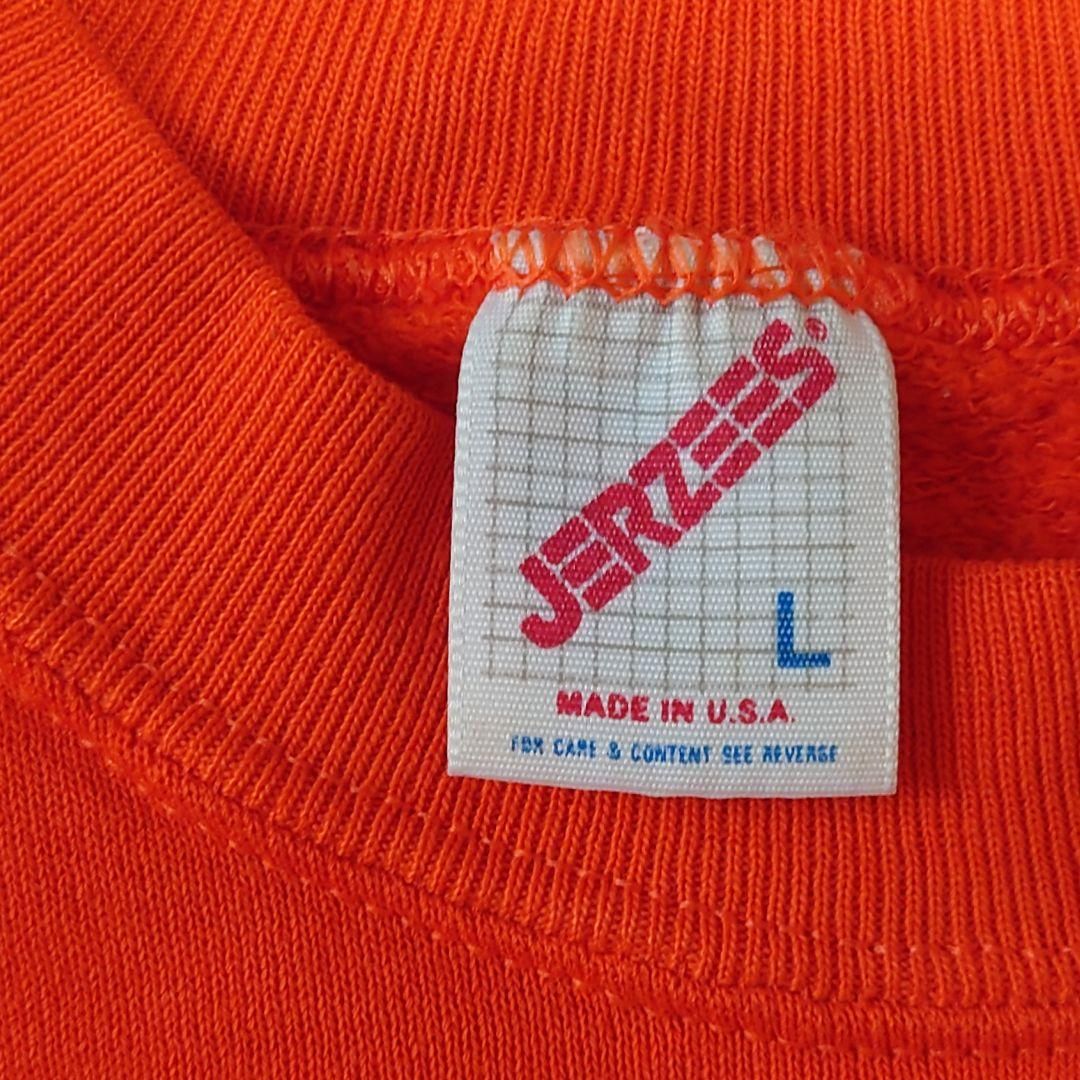 JERZEES
L
MADE IN U.S.A.
FOR CARE & CONTENT SEE REVERSE